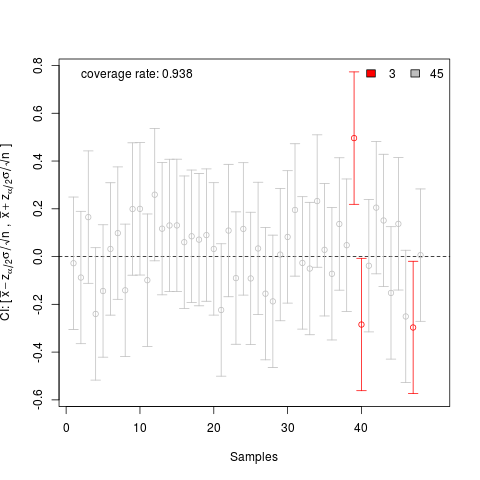 coverage rate: 0.938
3
45
0.8
0.6
0.4
0.2
0.0
-0.2
-0.4
-0.6
CI: [ x̅ − zα/2σ/√n , x̅ + zα/2σ/√n ]
0 10 20 30 40
Samples